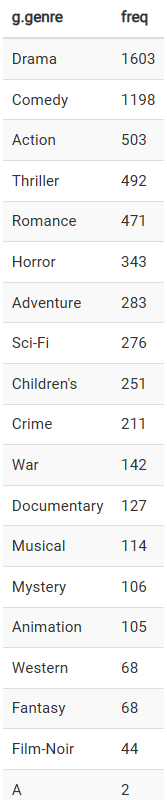 g.genre freq
Drama 1603
Comedy 1198
Action 503
Thriller 492
Romance 471
Horror 343
Adventure 283
Sci-Fi 276
Children's 251
Crime 211
War 142
Documentary 127
Musical 114
Mystery 106
Animation 105
Western 68
Fantasy 68
Film-Noir 44
A 2